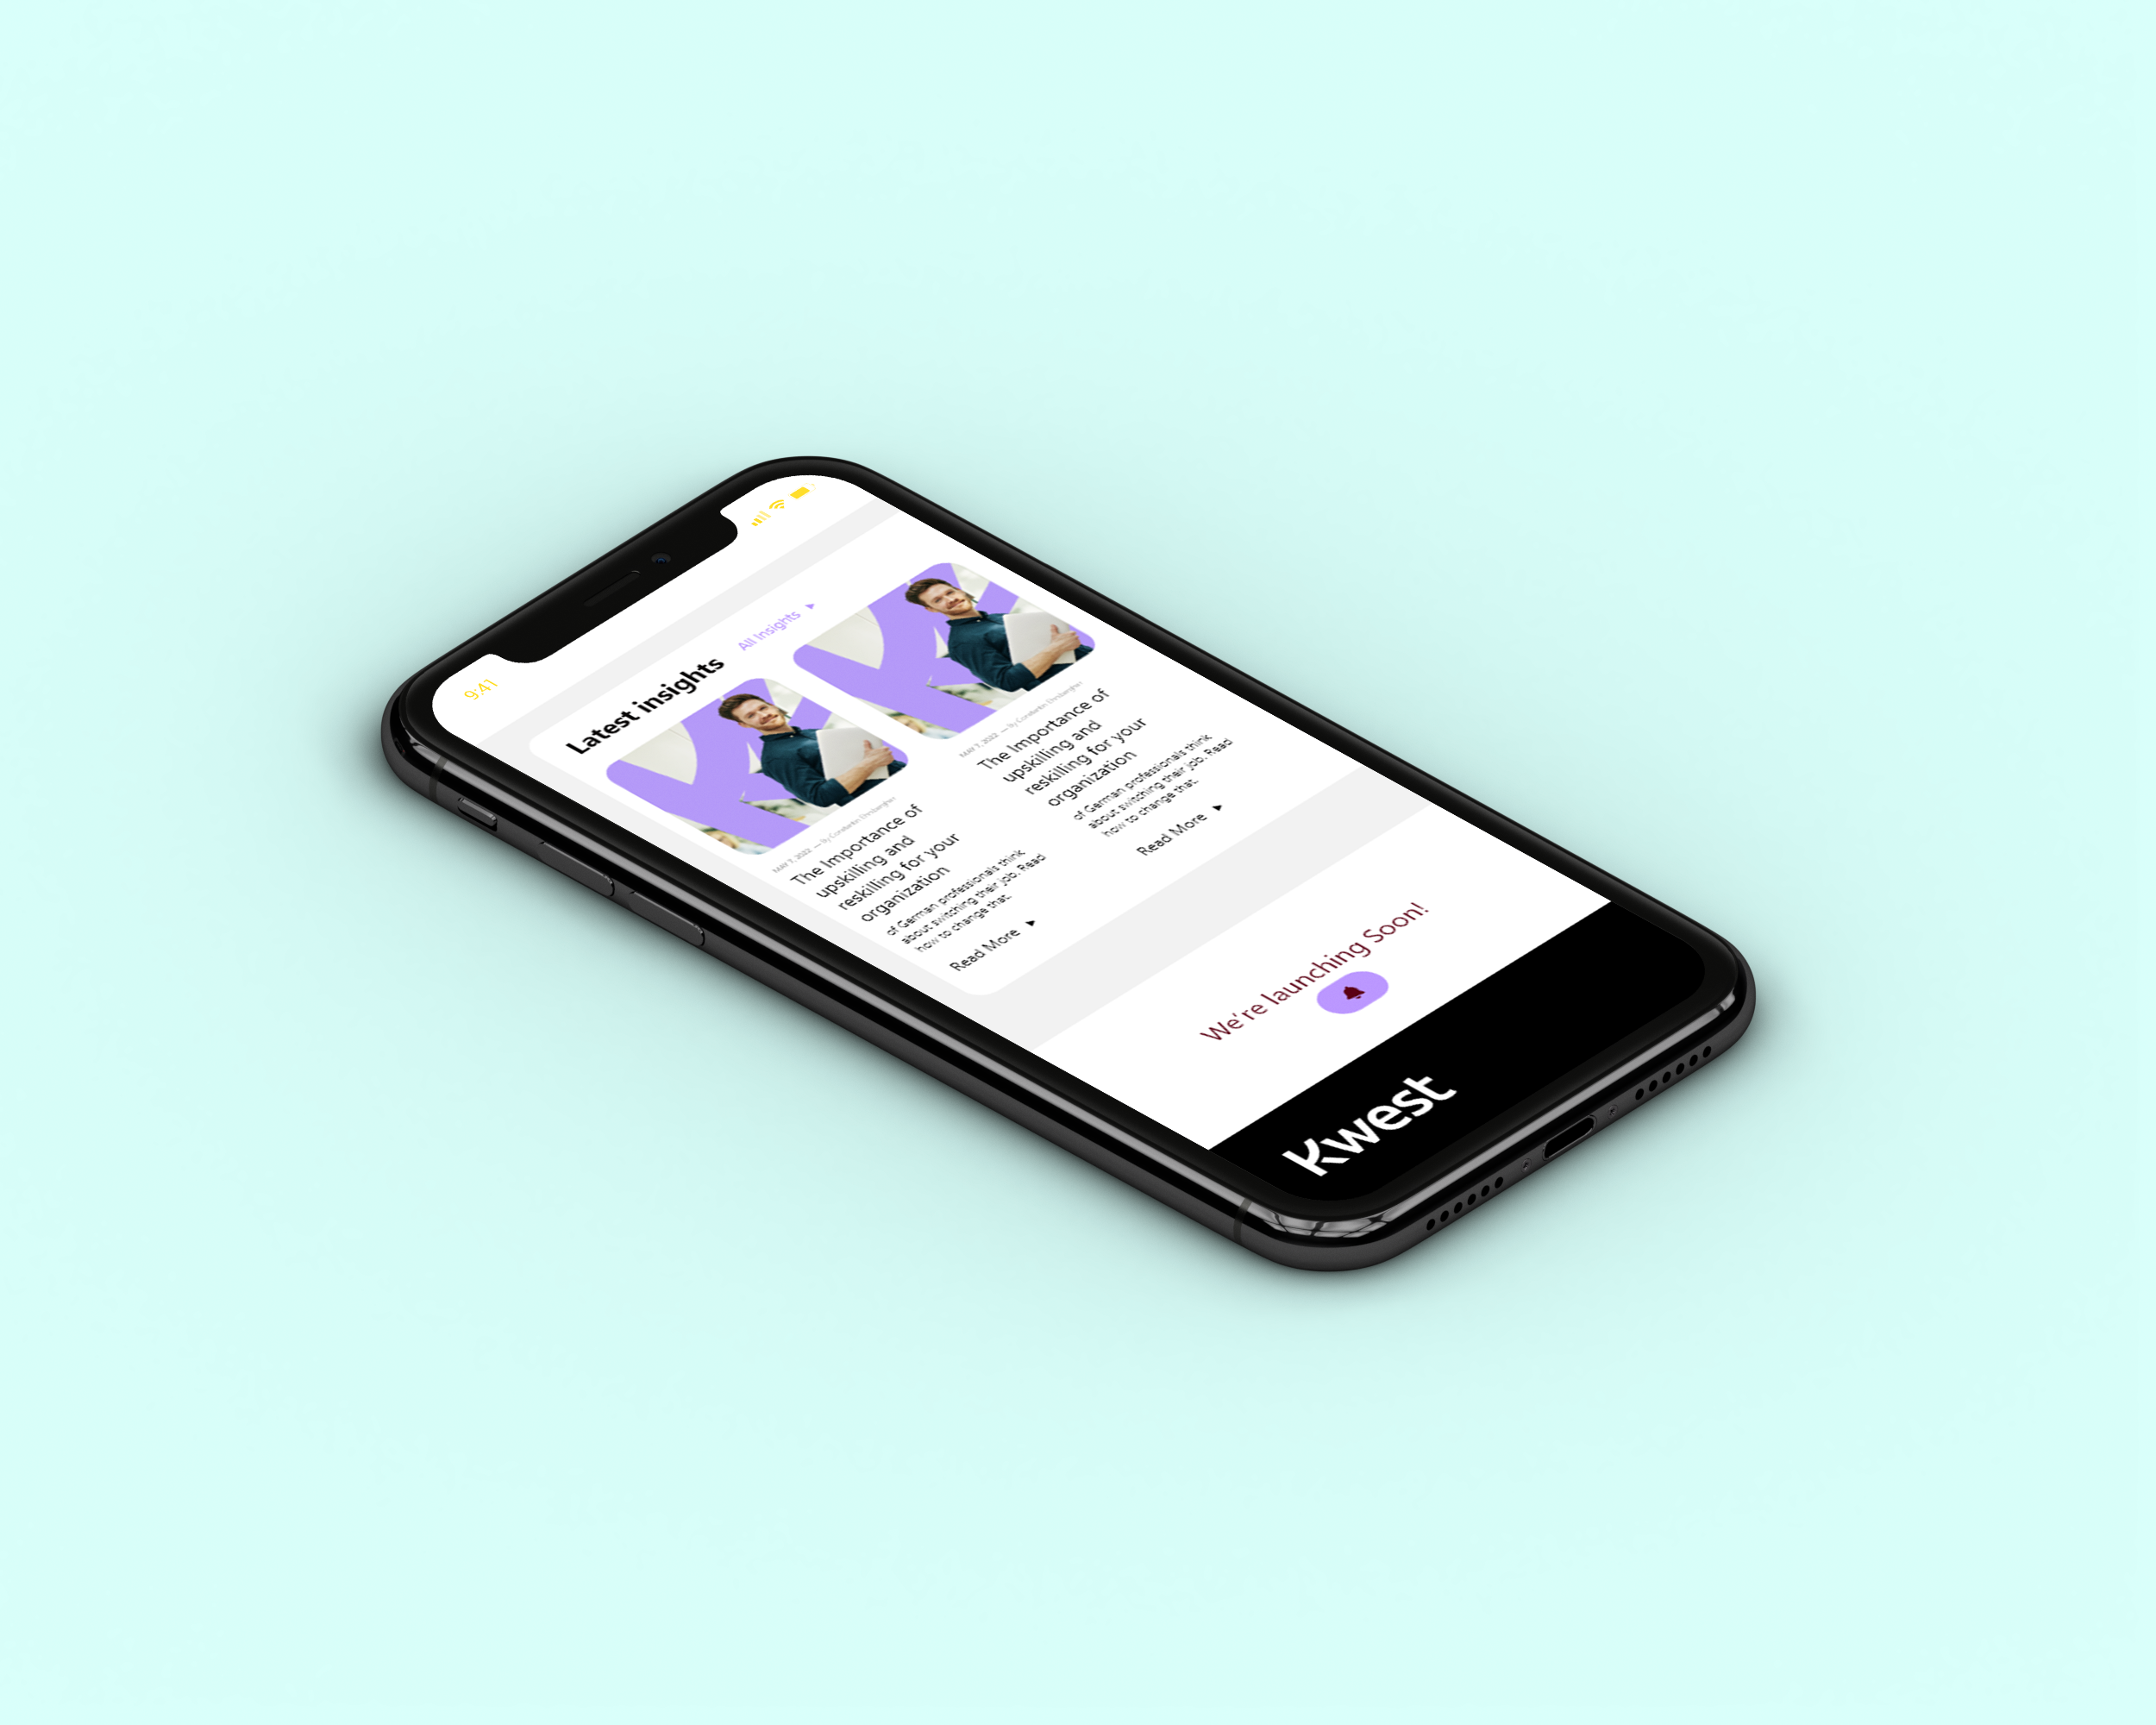 9:41
Latest insights
All Insights
MAY 7, 2022 — By Constantin
The Importance of
upskilling and
reskilling for your
organization
of German professionals think
about switching their job. Read
how to change that.
Read More
MAY 7, 2022 — By Constantin
The Importance of
upskilling and
reskilling for your
organization
of German professionals think
about switching their job. Read
how to change that.
Read More
We're launching Soon!
Kwest